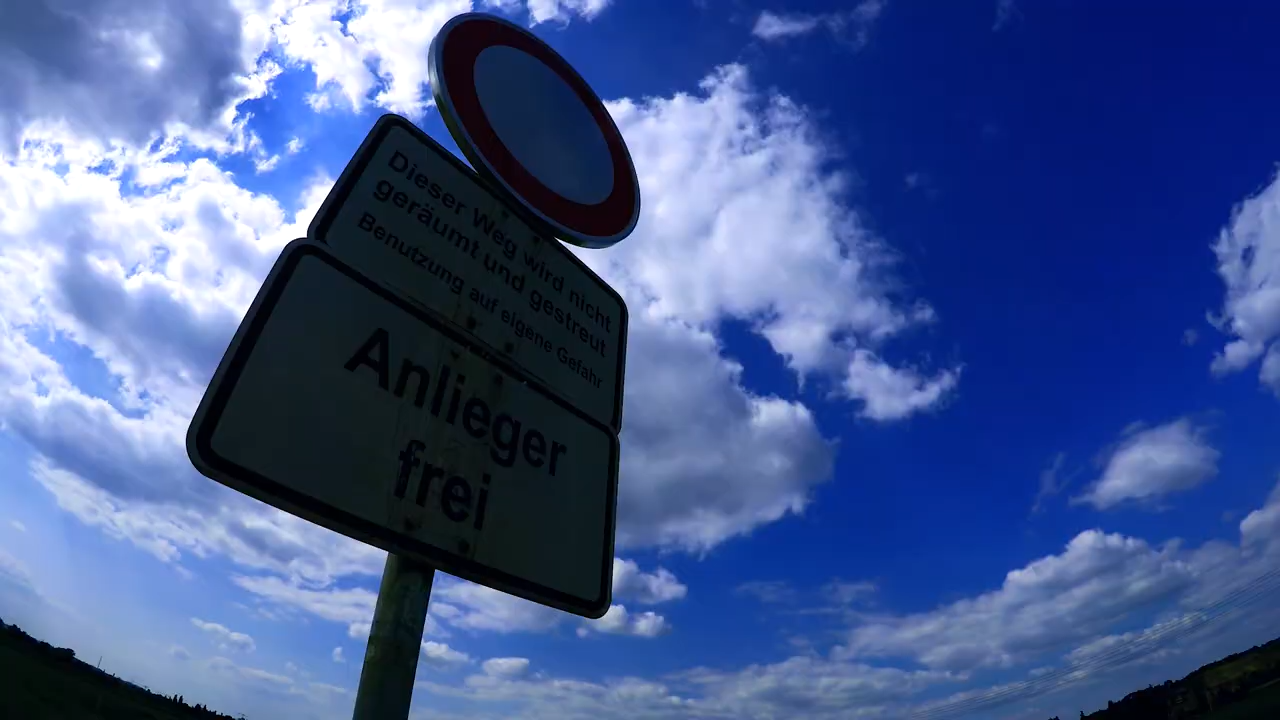 Dieser Weg wird nicht
geräumt und gestreut
Benutzung auf eigene Gefahr
Anlieger
frei